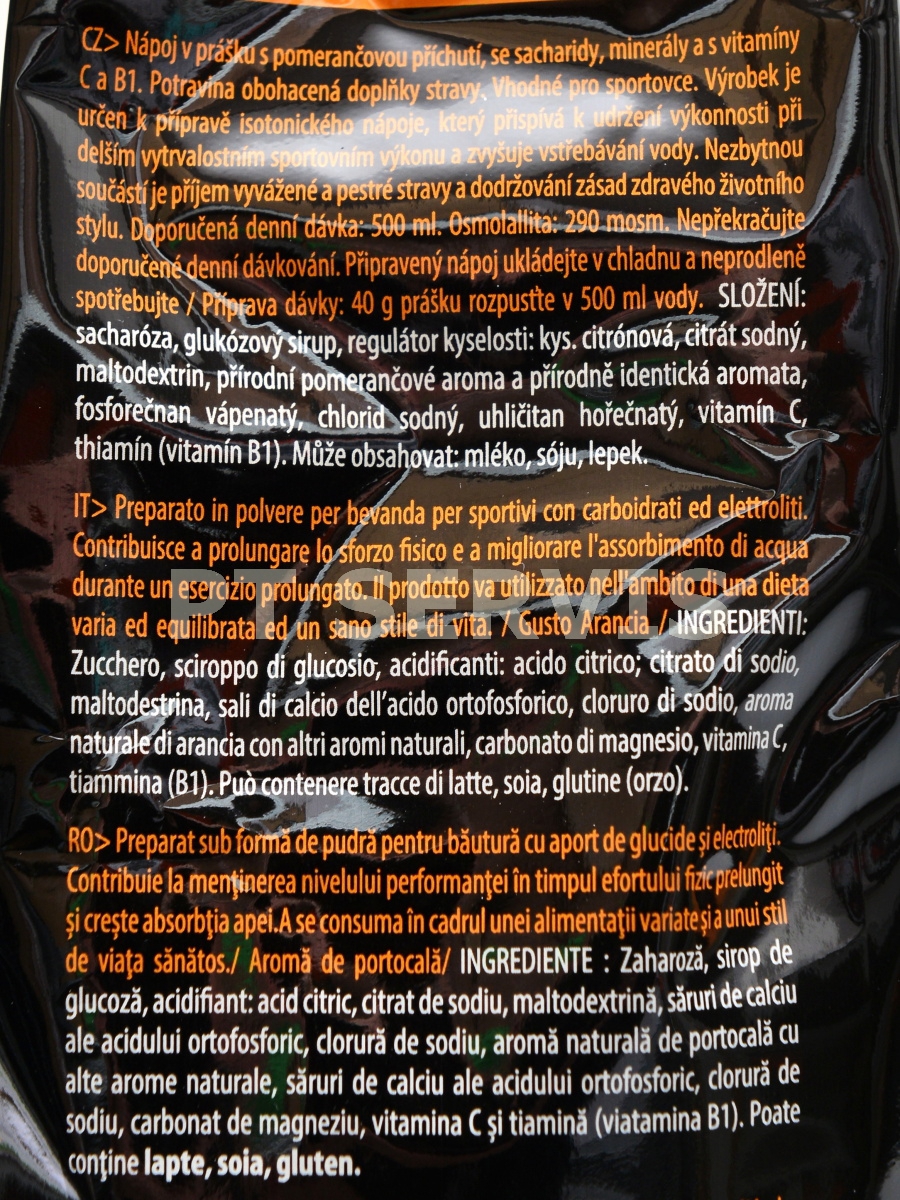 CZ> Nápoj v prášku s pomerančovou příchutí, se sacharidy, minerály a s vitamíny
C a B1. Potravina obohacená doplňky stravy. Vhodné pro sportovce. Výrobek je
určen k přípravě isotonického nápoje, který přispívá k udržení výkonnosti při
delším vytrvalostním sportovním výkonu a zvyšuje vstřebávání vody. Nezbytnou
součástí je příjem vyvážené a pestré stravy a dodržování zásad zdravého životního
stylu. Doporučená denní dávka: 500 ml. Osmolallita: 290 mosm. Nepřekračujte
doporučené denní dávkování. Připravený nápoj ukládejte v chladnu a neprodleně
spotřebujte / Příprava dávky: 40 g prášku rozpusťte v 500 ml vody. SLOŽENÍ:
sacharóza, glukózový sirup, regulátor kyselosti: kys. citrónová, citrát sodný,
maltodextrin, přírodní pomerančové aroma a přírodně identická aromata,
fosforečnan vápenatý, chlorid sodný, uhličitan hořečnatý, vitamín C,
thiamín (vitamín B1). Může obsahovat: mléko, sóju, lepek.
IT> Preparato in polvere per bevanda per sportivi con carboidrati ed elettroliti.
Contribuisce a prolungare lo sforzo fisico e a migliorare l'assorbimento di acqua
durante un esercizio prolungato. Il prodotto va utilizzato nell'ambito di una dieta
PT SERVIS
varia ed equilibrata ed un sano stile di vita. / Gusto Arancia / INGREDIENTI:
Zucchero, sciroppo di glucosio, acidificanti: acido citrico; citrato di sodio,
maltodestrina, sali di calcio dell'acido ortofosforico, cloruro di sodio, aroma
naturale di arancia con altri aromi naturali, carbonato di magnesio, vitamina C,
tiammina (B1). Può contenere tracce di latte, soia, glutine (orzo).
RO> Preparat sub formă de pudră pentru băutură cu aport de glucide și electroliți.
Contribuie la menţinerea nivelului performanţei în timpul efortului fizic prelungit
și crește absorbţia apei.A se consuma în cadrul unei alimentaţii variate și a unui stil
de viaţa sănătos./ Aromă de portocală/ INGREDIENTE : Zaharoză, sirop de
glucoză, acidifiant: acid citric, citrat de sodiu, maltodextrină, săruri de calciu
ale acidului ortofosforic, clorură de sodiu, aromă naturală de portocală cu
alte arome naturale, săruri de calciu ale acidului ortofosforic, clorură de
sodiu, carbonat de magneziu, vitamina C și tiamină (viatamina B1). Poate
conţine lapte, soia, gluten.